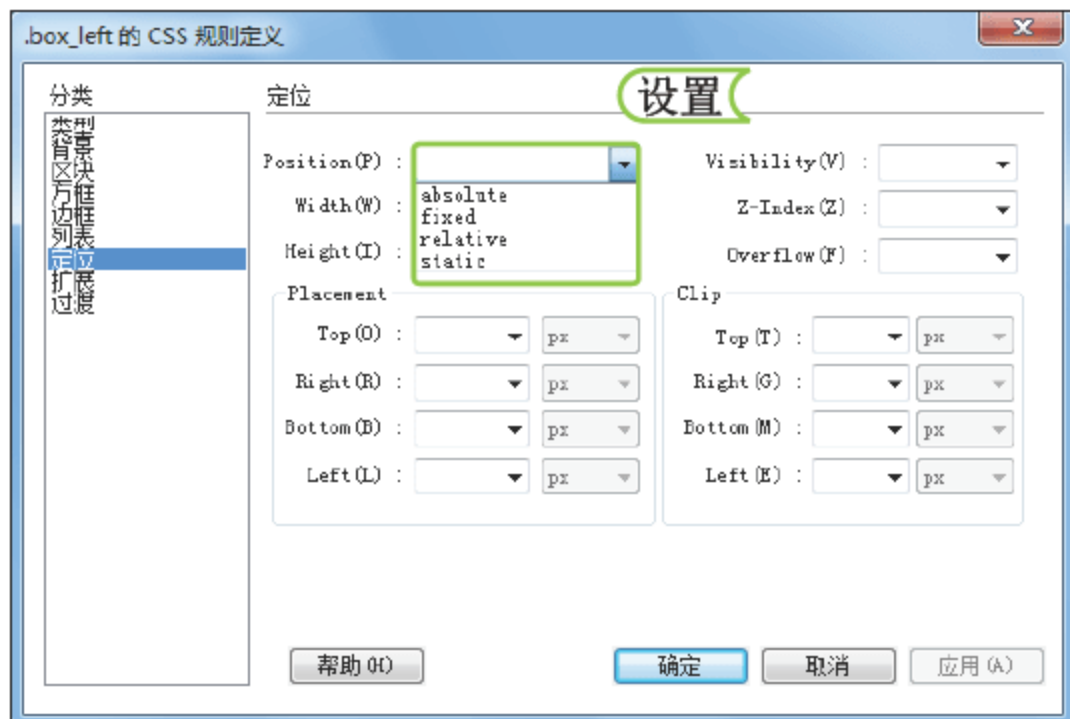 .box_left 的 CSS 规则定义
分类
类型
背景
区块
方框
边框
列表
定位
扩展
过度
定位
设置
Position(P) :
absolute
fixed
relative
static
Width(W) :
Height(I) :
Visibility(V) :
Z-Index(Z) :
Overflow(F) :
Placement
Top(O) : px
Right(R) : px
Bottom(B) : px
Left(L) : px
Clip
Top(T) : px
Right(G) : px
Bottom(M) : px
Left(E) : px
帮助(H)
确定
取消
应用(A)